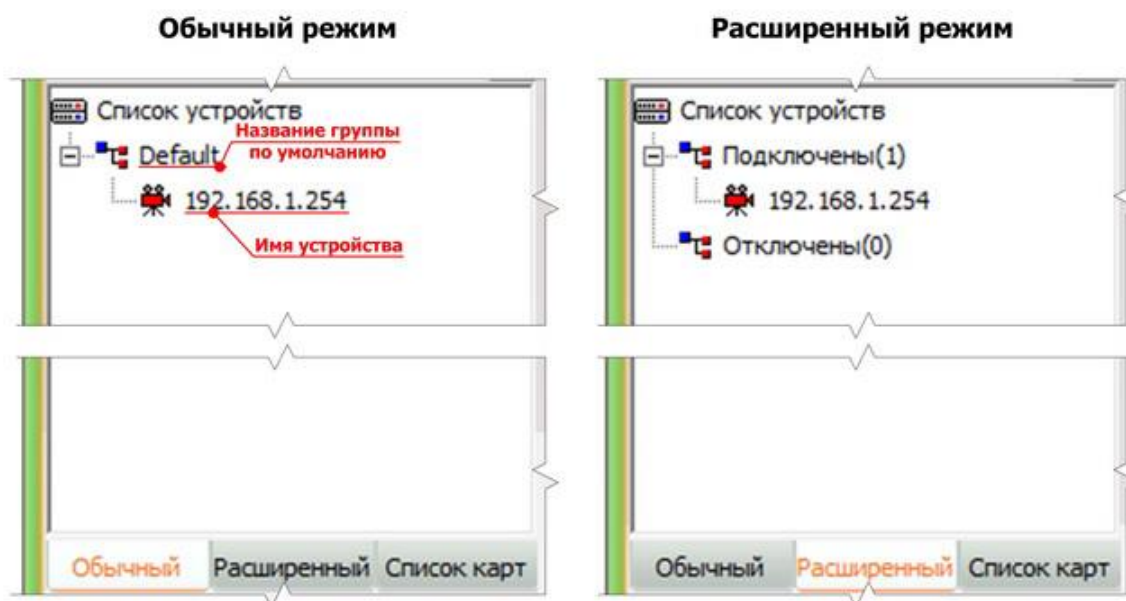 Обычный режим
Список устройств
Название группы
по умолчанию
Default
192.168.1.254
Имя устройства
Обычный
Расширенный
Список карт
Расширенный режим
Список устройств
Подключены(1)
192.168.1.254
Отключены(0)
Обычный
Расширенный
Список карт